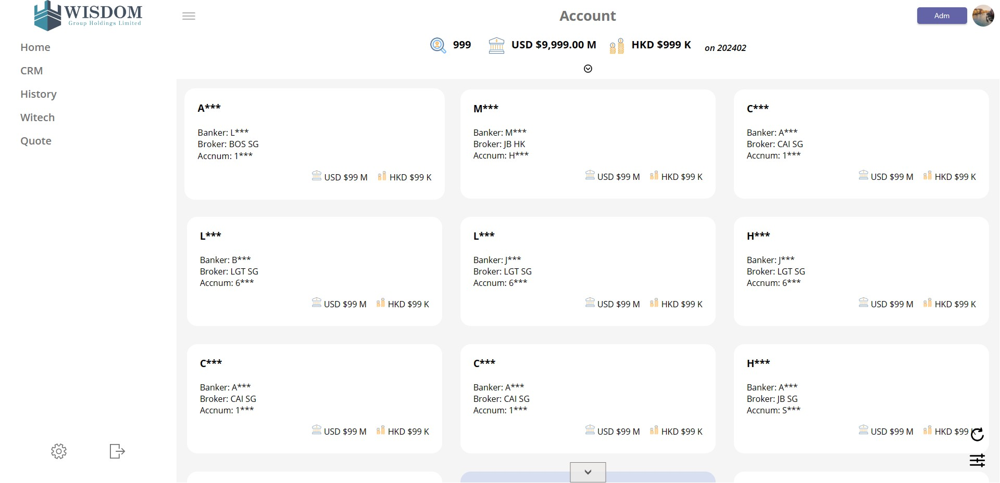 WISDOM
Group Holdings Limited
Home
CRM
History
Witech
Quote
Account
Adm
999 USD $9,999.00 M HKD $999 K on 202402
A***
Banker: L***
Broker: BOS SG
Accnum: 1***
USD $99 M HKD $99 K
M***
Banker: M***
Broker: JB HK
Accnum: H***
USD $99 M HKD $99 K
C***
Banker: A***
Broker: CAI SG
Accnum: 1***
USD $99 M HKD $99 K
L***
Banker: B***
Broker: LGT SG
Accnum: 6***
USD $99 M HKD $99 K
L***
Banker: J***
Broker: LGT SG
Accnum: 6***
USD $99 M HKD $99 K
H***
Banker: J***
Broker: LGT SG
Accnum: 6***
USD $99 M HKD $99 K
C***
Banker: A***
Broker: CAI SG
Accnum: 1***
USD $99 M HKD $99 K
C***
Banker: A***
Broker: CAI SG
Accnum: 1***
USD $99 M HKD $99 K
H***
Banker: A***
Broker: JB SG
Accnum: S***
USD $99 M HKD $99 K